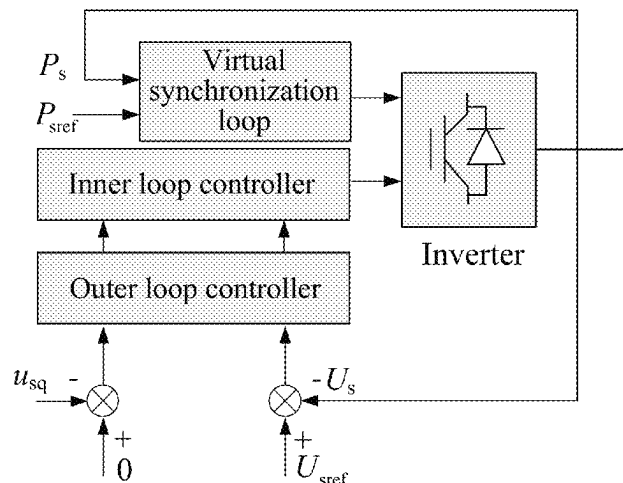 Virtual
synchronization
loop
P_s
P_sref
Inner loop controller
Inverter
Outer loop controller
u_sq
-
-U_s
+
0
+
U_sref